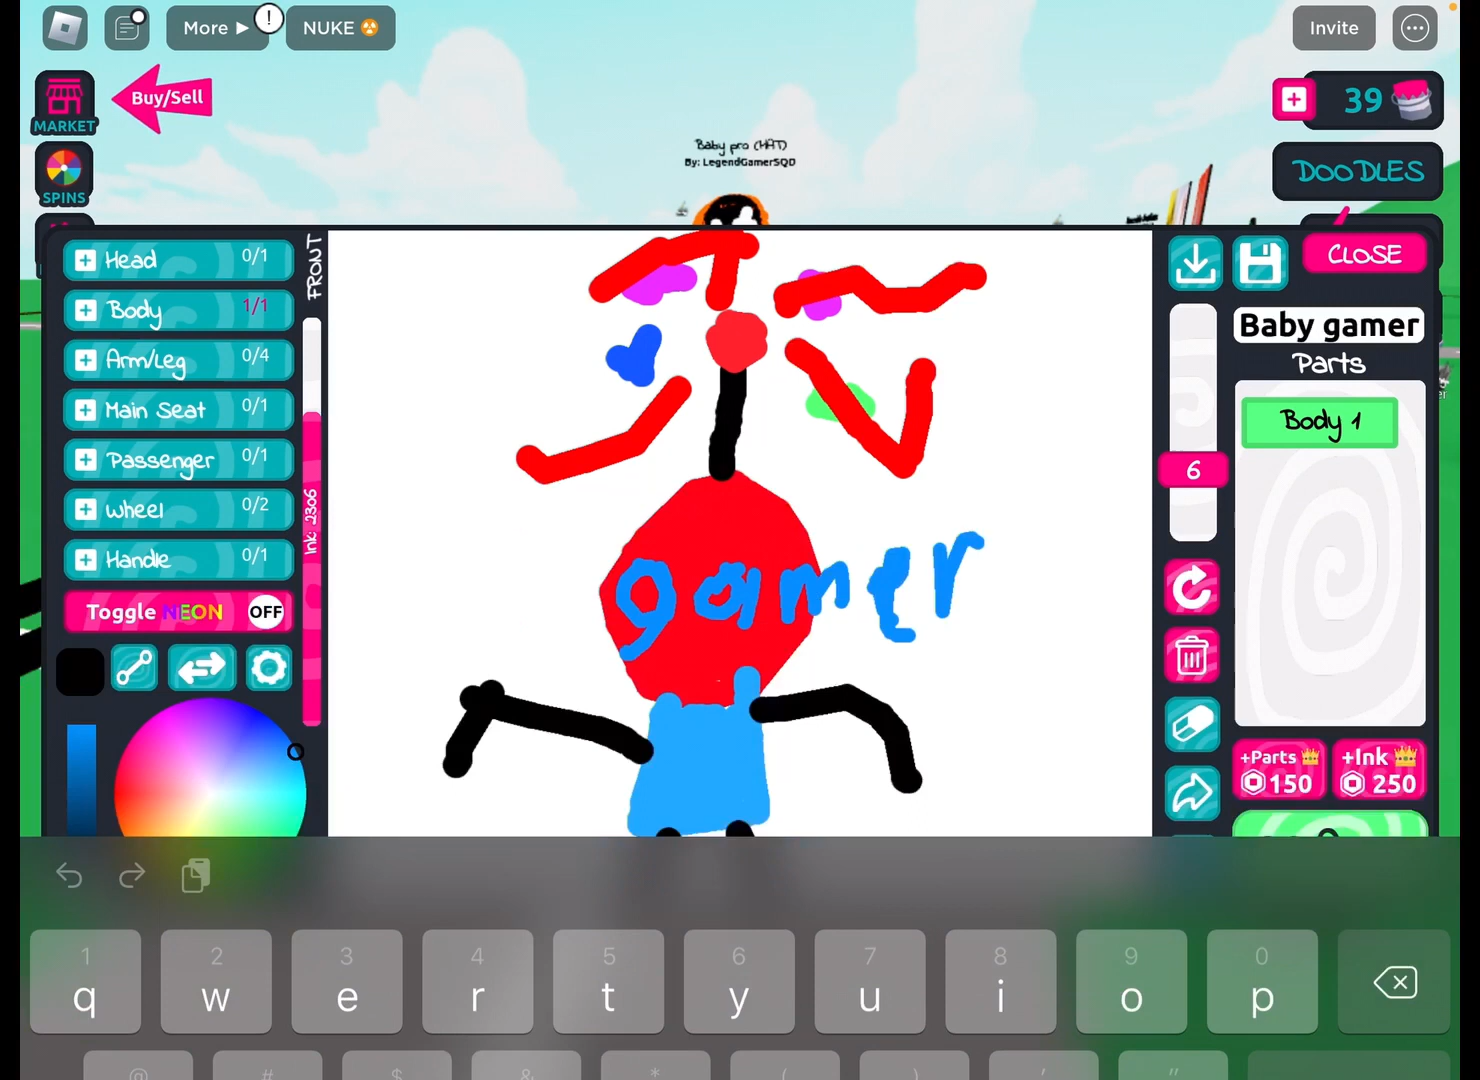 More ▶ !
NUKE ☢
Invite
Buy/Sell
MARKET
SPINS
39
DOODLES
Baby pro (HAT)
By: LegendGamerSQD
Head 0/1
Body 1/1
Arm/Leg 0/4
Main Seat 0/1
Passenger 0/1
Wheel 0/2
Handle 0/1
Toggle NEON OFF
FRONT
Ink: 2306
gamer
CLOSE
Baby gamer
Parts
Body 1
6
+Parts
150
+Ink
250
1 2 3 4 5 6 7 8 9 0
q w e r t y u i o p
@ # $ & * ( ) ' "